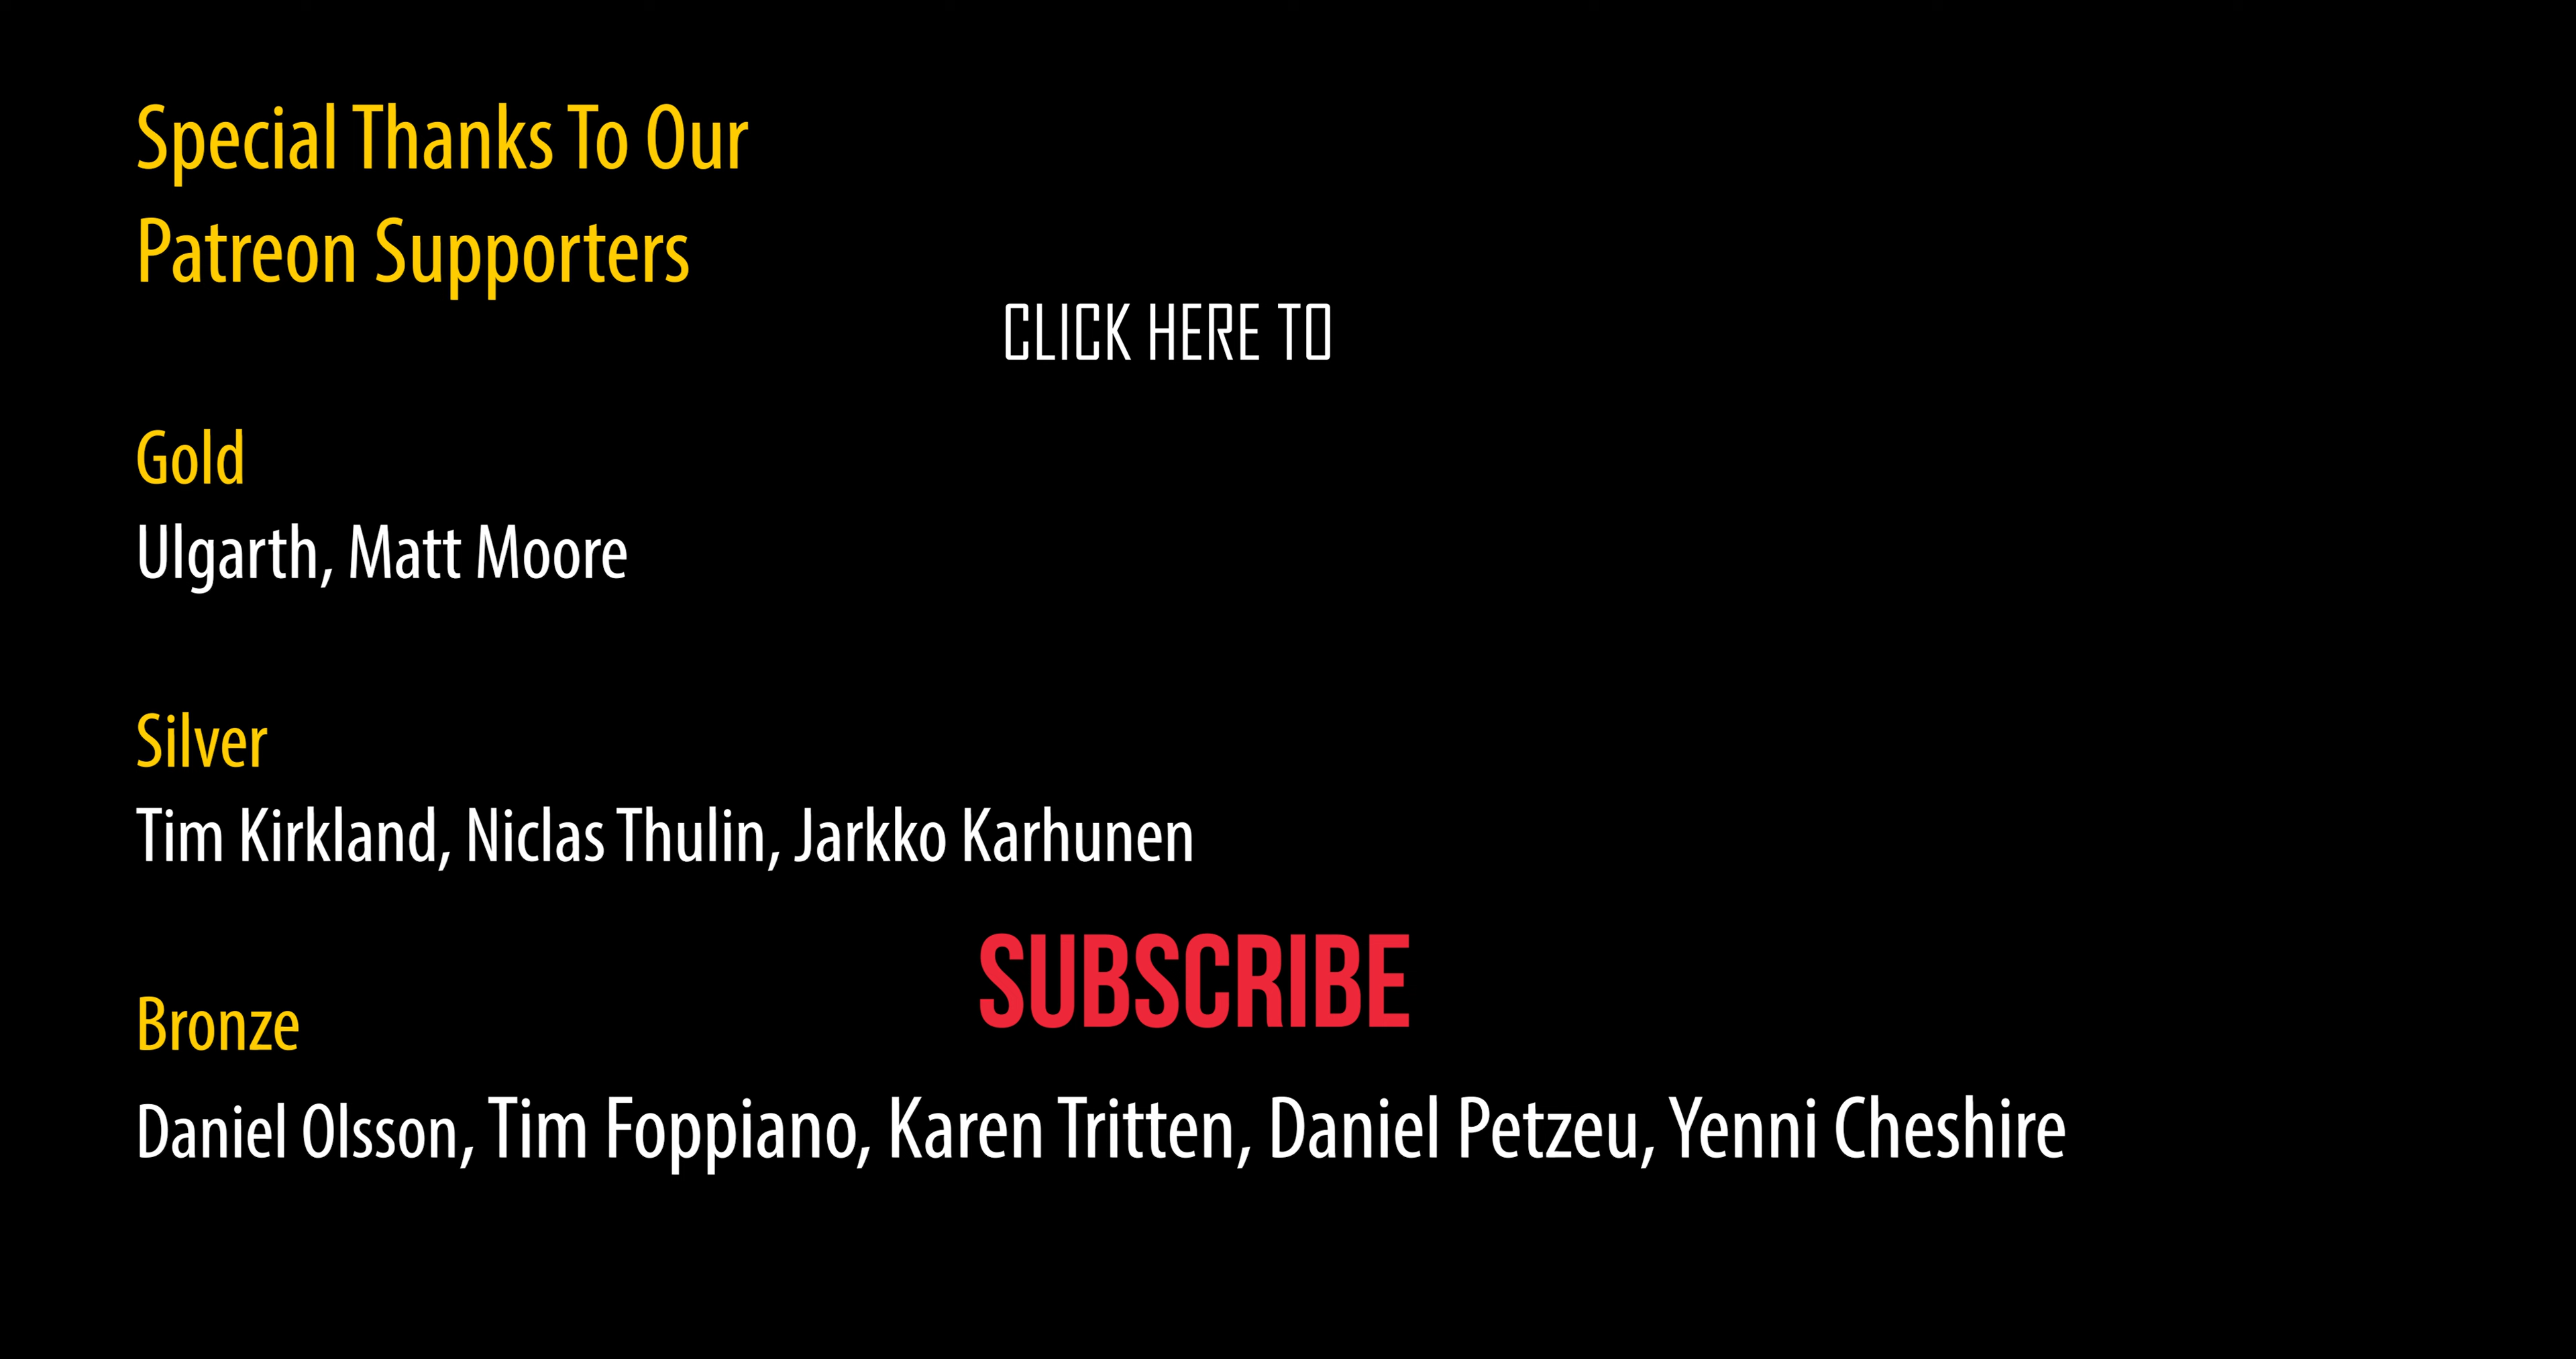 Special Thanks To Our
Patreon Supporters
CLICK HERE TO
Gold
Ulgarth, Matt Moore
Silver
Tim Kirkland, Niclas Thulin, Jarkko Karhunen
SUBSCRIBE
Bronze
Daniel Olsson, Tim Foppiano, Karen Tritten, Daniel Petzeu, Yenni Cheshire